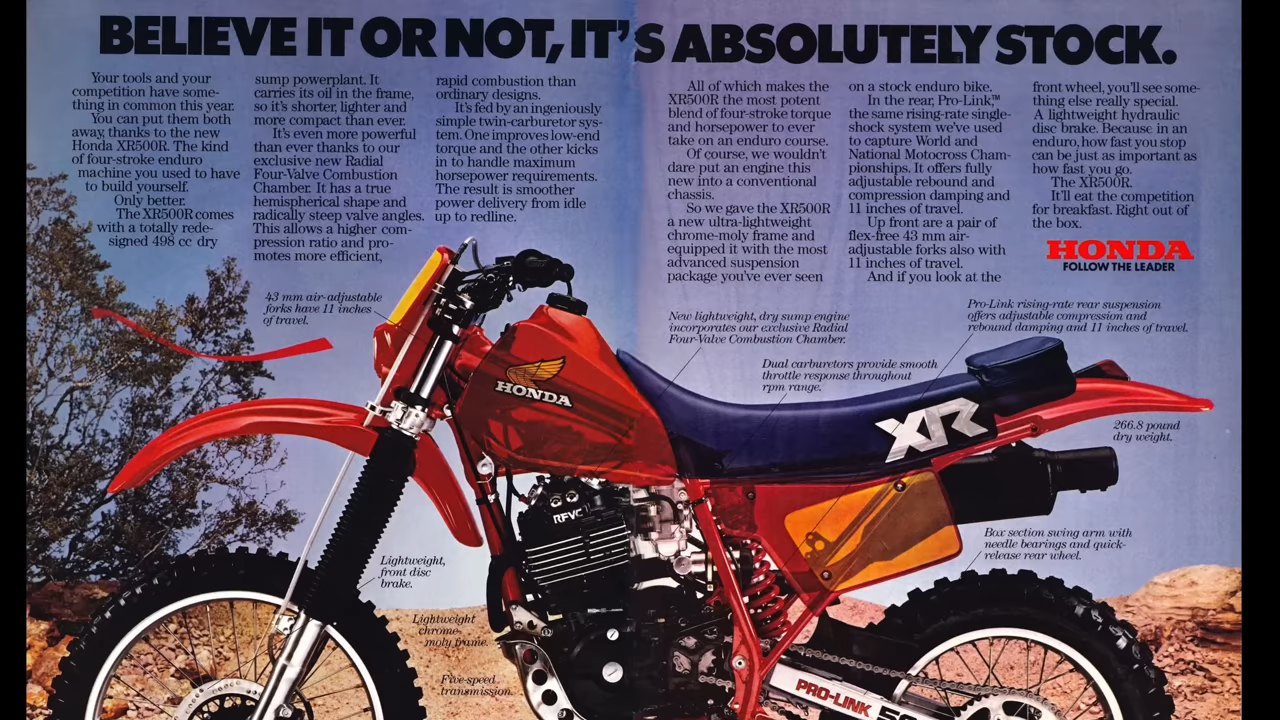 BELIEVE IT OR NOT, IT'S ABSOLUTELY STOCK.
Your tools and your
competition have some-
thing in common this year.
You can put them both
away, thanks to the new
Honda XR500R. The kind
of four-stroke enduro
machine you used to have
to build yourself.
Only better.
The XR500R comes
with a totally rede-
signed 498 cc dry
sump powerplant. It
carries its oil in the frame,
so it's shorter, lighter and
more compact than ever.
It's even more powerful
than ever thanks to our
exclusive new Radial
Four-Valve Combustion
Chamber. It has a true
hemispherical shape and
radically steep valve angles.
This allows a higher com-
pression ratio and pro-
motes more efficient,
rapid combustion than
ordinary designs.
It's fed by an ingeniously
simple twin-carburetor sys-
tem. One improves low-end
torque and the other kicks
in to handle maximum
horsepower requirements.
The result is smoother
power delivery from idle
up to redline.
All of which makes the
XR500R the most potent
blend of four-stroke torque
and horsepower to ever
take on an enduro course.
Of course, we wouldn't
dare put an engine this
new into a conventional
chassis.
So we gave the XR500R
a new ultra-lightweight
chrome-moly frame and
equipped it with the most
advanced suspension
package you've ever seen
on a stock enduro bike.
In the rear, Pro-Link,™
the same rising-rate single-
shock system we've used
to capture World and
National Motocross Cham-
pionships. It offers fully
adjustable rebound and
compression damping and
11 inches of travel.
Up front are a pair of
flex-free 43 mm air-
adjustable forks also with
11 inches of travel.
And if you look at the
front wheel, you'll see some-
thing else really special.
A lightweight hydraulic
disc brake. Because in an
enduro, how fast you stop
can be just as important as
how fast you go.
The XR500R.
It'll eat the competition
for breakfast. Right out of
the box.
HONDA
FOLLOW THE LEADER
43 mm air-adjustable
forks have 11 inches
of travel.
New lightweight, dry sump engine
incorporates our exclusive Radial
Four-Valve Combustion Chamber.
Dual carburetors provide smooth
throttle response throughout
rpm range.
Pro-Link rising-rate rear suspension
offers adjustable compression and
rebound damping and 11 inches of travel.
HONDA
XR
266.8 pound
dry weight.
RFVC
Box section swing arm with
needle bearings and quick-
release rear wheel.
Lightweight,
front disc
brake.
Lightweight
chrome-
moly frame.
Five-speed
transmission.
PRO-LINK